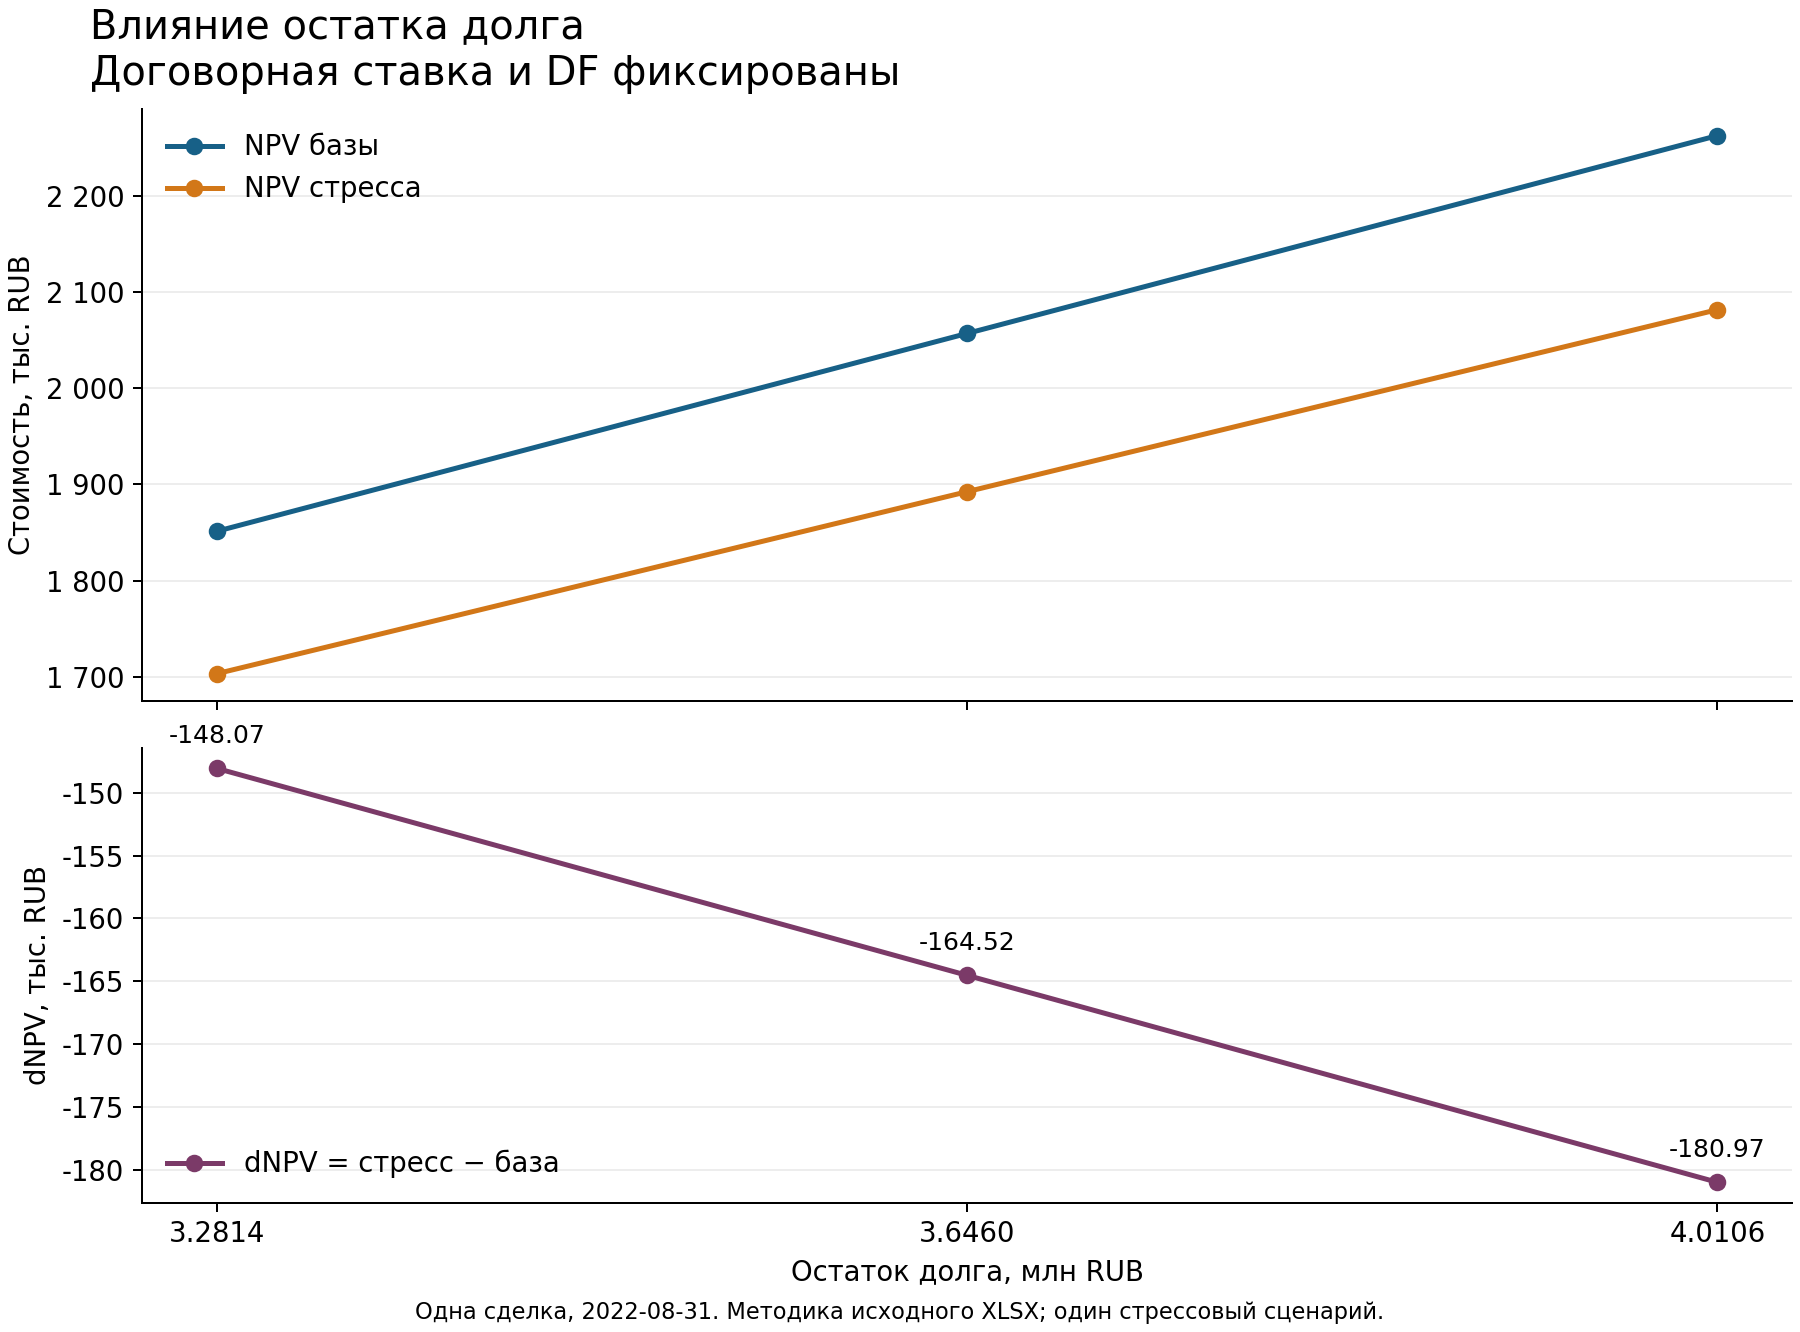 Влияние остатка долга
Договорная ставка и DF фиксированы
NPV базы
NPV стресса
Стоимость, тыс. RUB
2 200
2 100
2 000
1 900
1 800
1 700
-148.07
-164.52
-180.97
dNPV, тыс. RUB
-150
-155
-160
-165
-170
-175
-180
dNPV = стресс − база
3.2814
3.6460
4.0106
Остаток долга, млн RUB
Одна сделка, 2022-08-31. Методика исходного XLSX; один стрессовый сценарий.